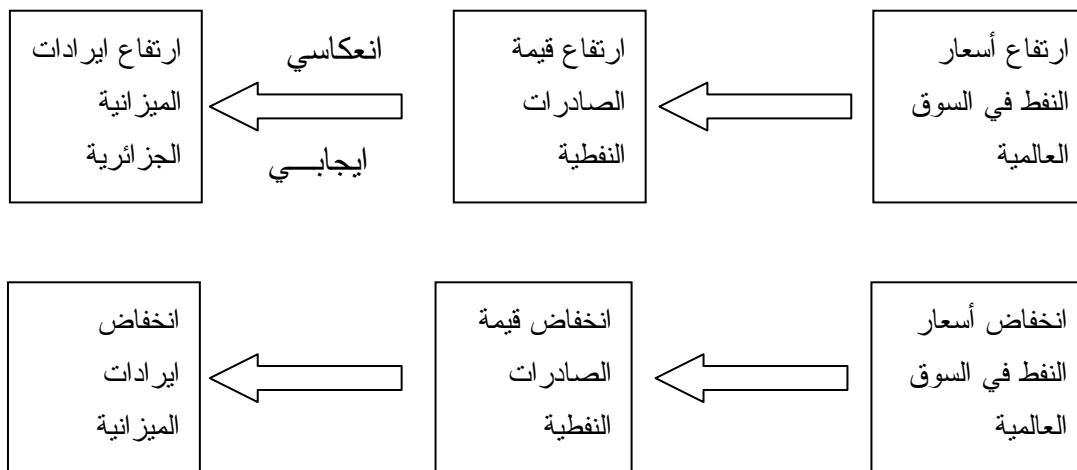 ارتفاع أسعار
النفط في السوق
العالمية
ارتفاع قيمة
الصادرات
النفطية
انعكاسي
ايجابـــي
ارتفاع ايرادات
الميزانية
الجزائرية
انخفاض أسعار
النفط في السوق
العالمية
انخفاض قيمة
الصادرات
النفطية
انخفاض
ايرادات
الميزانية